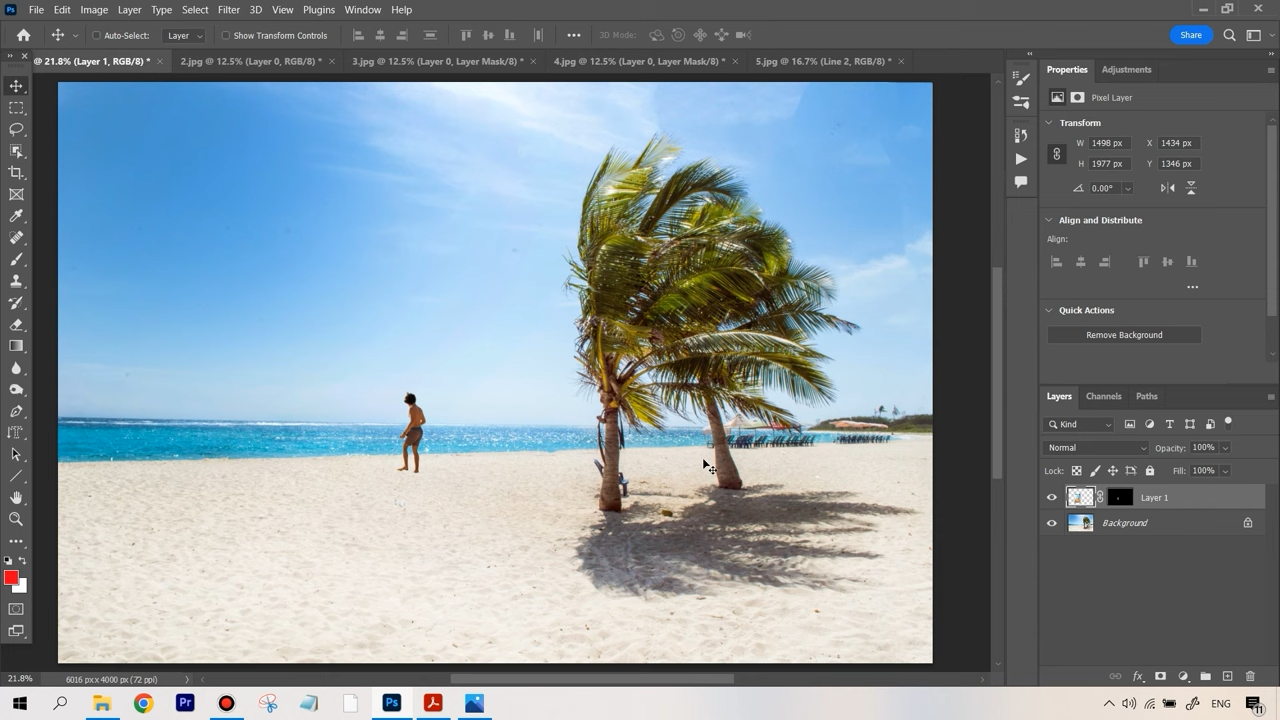 Ps File Edit Image Layer Type Select Filter 3D View Plugins Window Help
Auto-Select: Layer Show Transform Controls 3D Mode: Share
@ 21.8% (Layer 1, RGB/8) * 2.jpg @ 12.5% (Layer 0, RGB/8) * 3.jpg @ 12.5% (Layer 0, Layer Mask/8) * 4.jpg @ 12.5% (Layer 0, Layer Mask/8) * 5.jpg @ 16.7% (Line 2, RGB/8) *
Properties Adjustments
Pixel Layer
Transform
W 1498 px X 1434 px
H 1977 px Y 1346 px
0.00°
Align and Distribute
Align:
Quick Actions
Remove Background
Layers Channels Paths
Kind
Normal Opacity: 100%
Lock: Fill: 100%
Layer 1
Background
21.8% 6016 px x 4000 px (72 ppi)
Pr Ps ENG 11